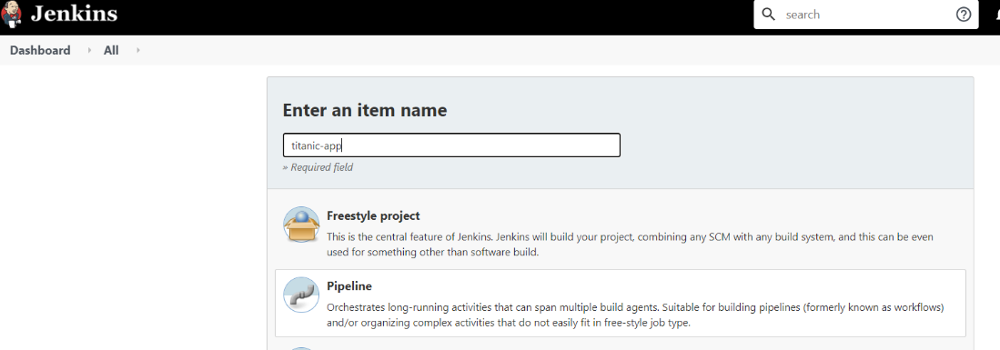 Jenkins
search
Dashboard
All
Enter an item name
titanic-app
» Required field
Freestyle project
This is the central feature of Jenkins. Jenkins will build your project, combining any SCM with any build system, and this can be even
used for something other than software build.
Pipeline
Orchestrates long-running activities that can span multiple build agents. Suitable for building pipelines (formerly known as workflows)
and/or organizing complex activities that do not easily fit in free-style job type.